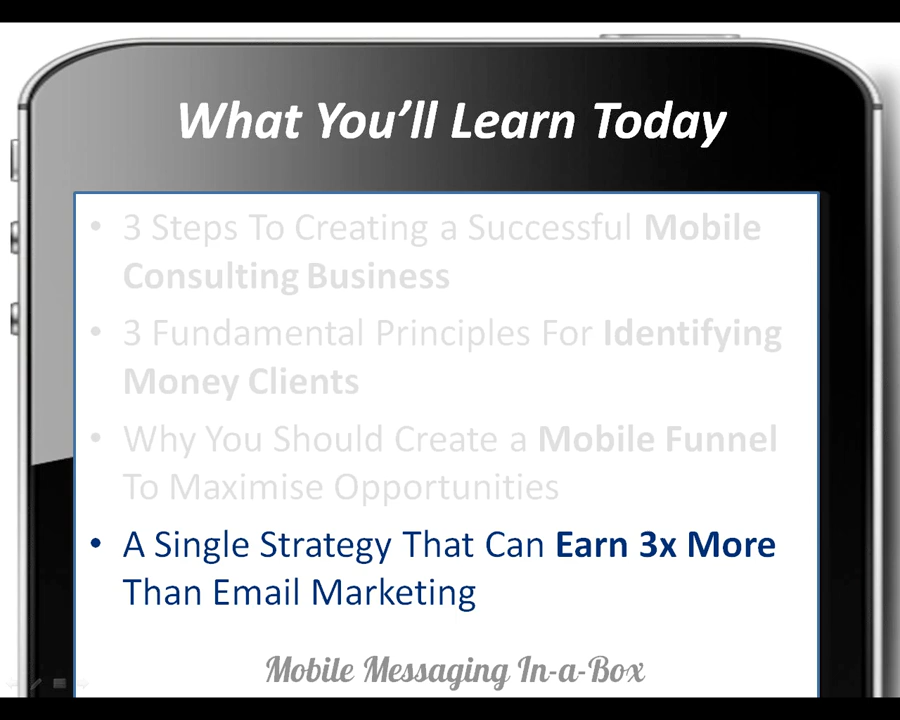 What You'll Learn Today
• 3 Steps To Creating a Successful Mobile
Consulting Business
• 3 Fundamental Principles For Identifying
Money Clients
• Why You Should Create a Mobile Funnel
To Maximise Opportunities
• A Single Strategy That Can Earn 3x More
Than Email Marketing
Mobile Messaging In-a-Box